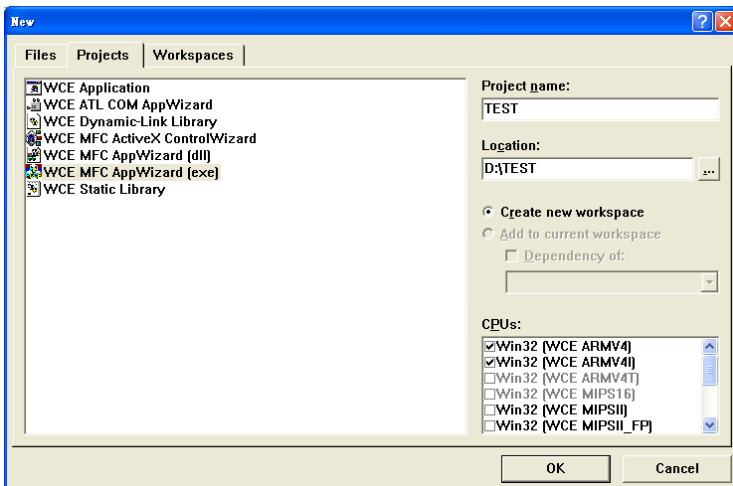 New
Files Projects Workspaces
WCE Application
WCE ATL COM AppWizard
WCE Dynamic-Link Library
WCE MFC ActiveX ControlWizard
WCE MFC AppWizard (dll)
WCE MFC AppWizard (exe)
WCE Static Library
Project name:
TEST
Location:
D:\TEST
...
Create new workspace
Add to current workspace
Dependency of:
CPUs:
Win32 (WCE ARMV4)
Win32 (WCE ARMV4I)
Win32 (WCE ARMV4T)
Win32 (WCE MIPS16)
Win32 (WCE MIPSII)
Win32 (WCE MIPSII_FP)
OK Cancel